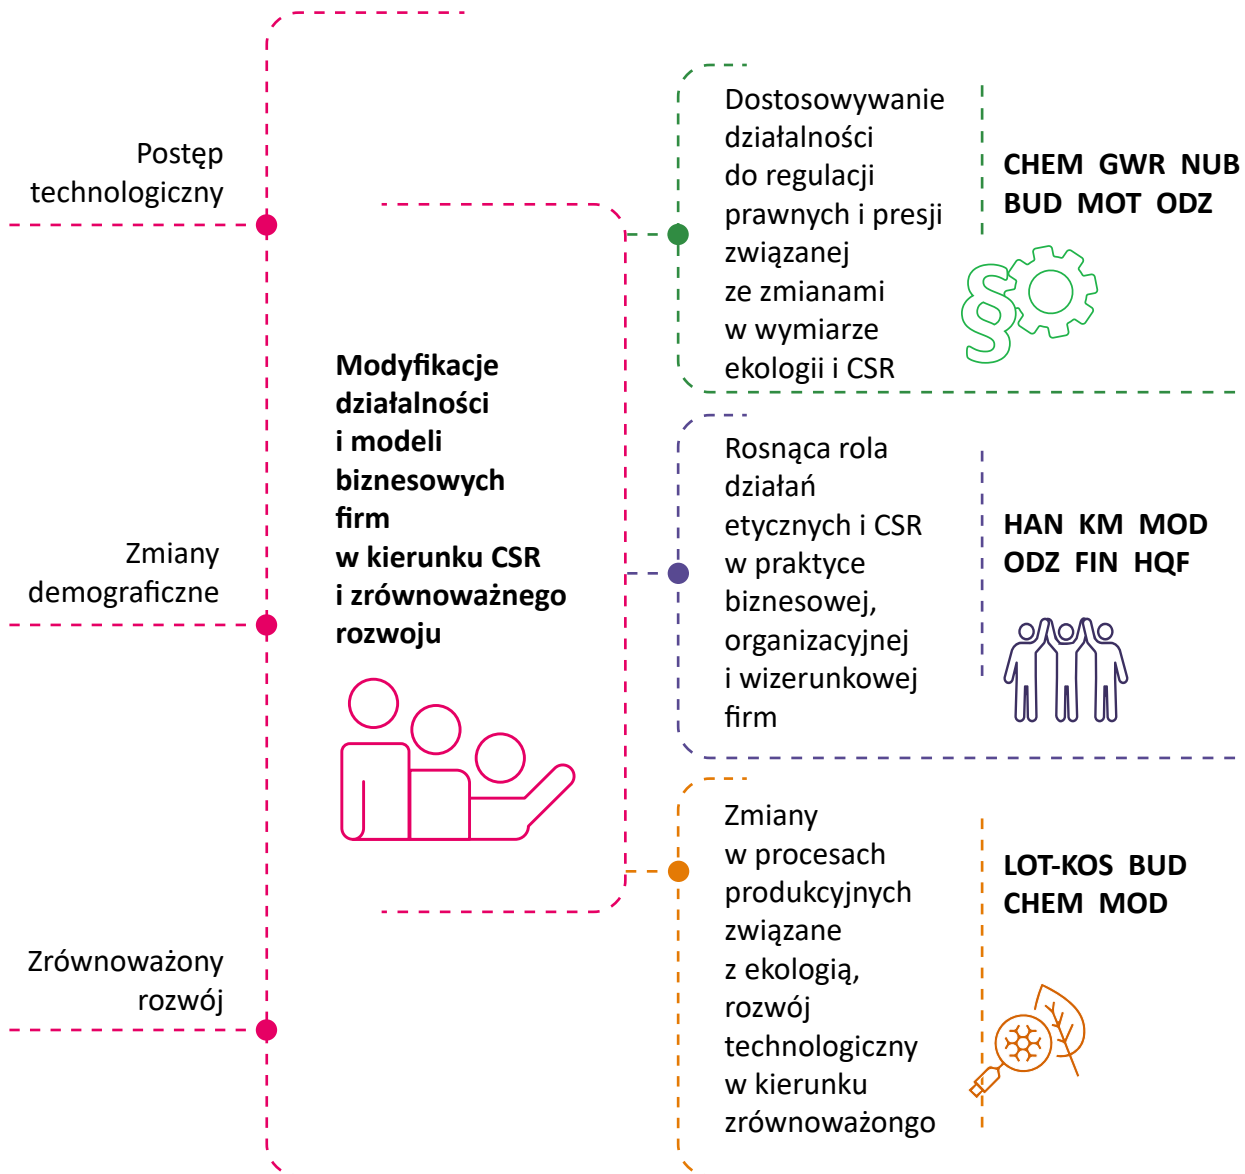 Postęp
technologiczny
Zmiany
demograficzne
Zrównoważony
rozwój
Modyfikacje
działalności
i modeli
biznesowych
firm
w kierunku CSR
i zrównoważnego
rozwoju
Dostosowywanie
działalności
do regulacji
prawnych i presji
związanej
ze zmianami
w wymiarze
ekologii i CSR
CHEM GWR NUB
BUD MOT ODZ
§
Rosnąca rola
działań
etycznych i CSR
w praktyce
biznesowej,
organizacyjnej
i wizerunkowej
firm
HAN KM MOD
ODZ FIN HQF
Zmiany
w procesach
produkcyjnych
związane
z ekologią,
rozwój
technologiczny
w kierunku
zrównoważongo
LOT-KOS BUD
CHEM MOD